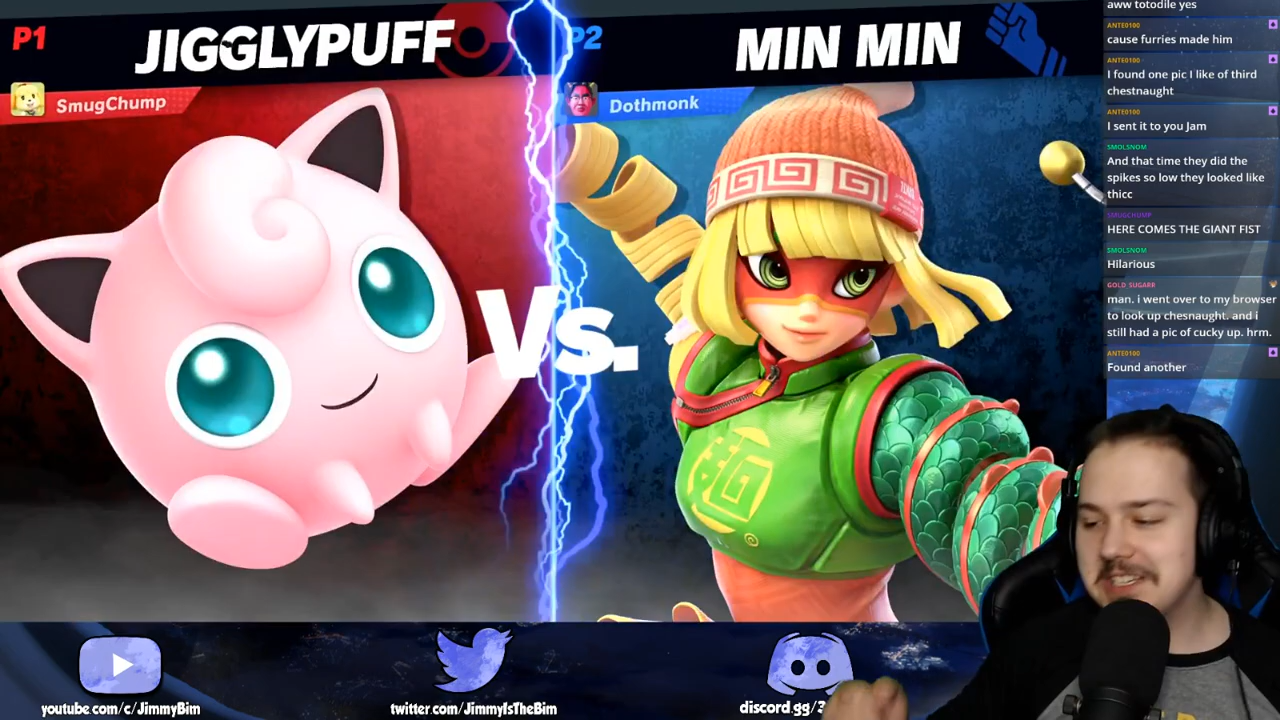 P1
JIGGLYPUFF
SmugChump
Vs.
P2
MIN MIN
Dothmonk
aww totodile yes
ANTE0100
cause furries made him
ANTE0100
I found one pic I like of third
chestnaught
ANTE0100
I sent it to you Jam
SMOLSNOM
And that time they did the
spikes so low they looked like
thicc
SMUGCHUMP
HERE COMES THE GIANT FIST
SMOLSNOM
Hilarious
GOLD_SUGARR
man. i went over to my browser
to look up chesnaught. and i
still had a pic of cucky up. hrm.
ANTE0100
Found another
youtube.com/c/JimmyBim
twitter.com/JimmyIsTheBim
discord.gg/3